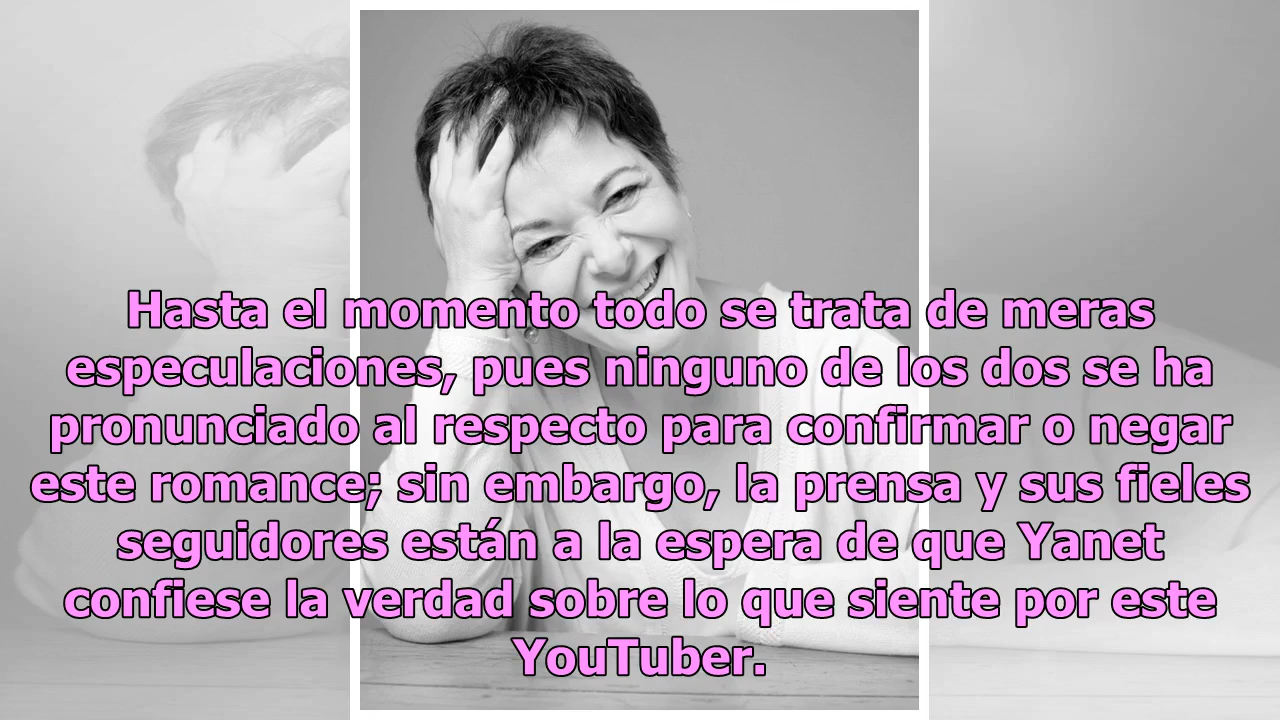 Hasta el momento todo se trata de meras
especulaciones, pues ninguno de los dos se ha
pronunciado al respecto para confirmar o negar
este romance; sin embargo, la prensa y sus fieles
seguidores están a la espera de que Yanet
confiese la verdad sobre lo que siente por este
YouTuber.